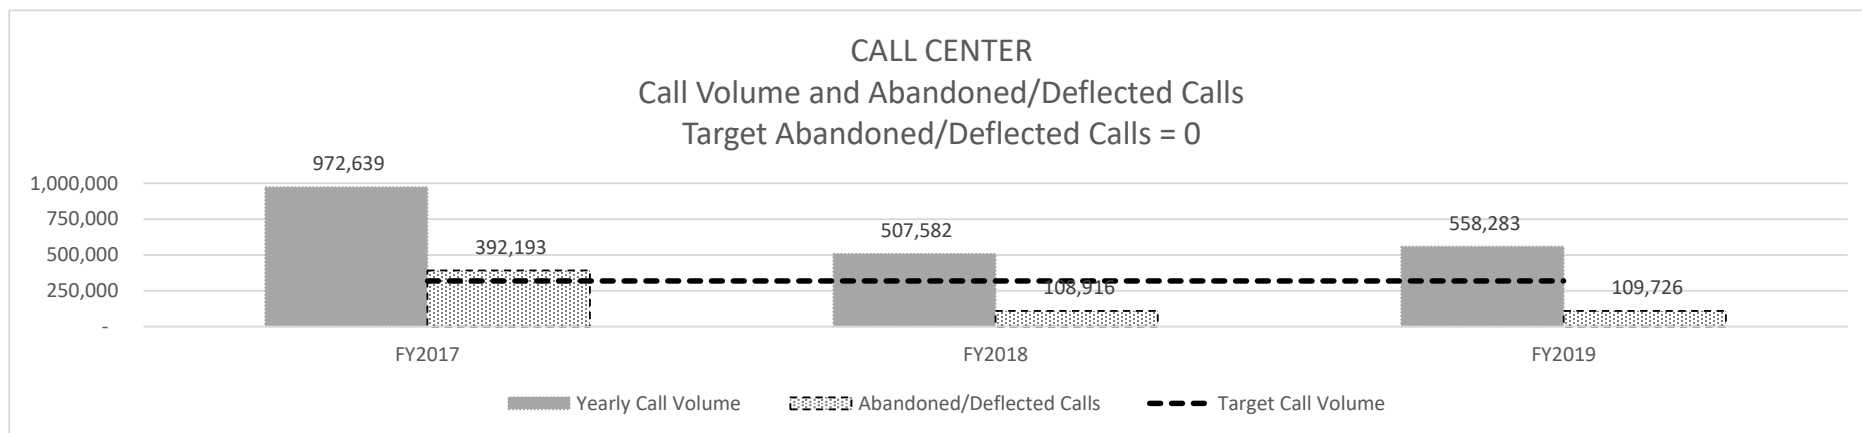 CALL CENTER
Call Volume and Abandoned/Deflected Calls
Target Abandoned/Deflected Calls = 0
972,639
1,000,000
750,000
507,582
558,283
392,193
500,000
250,000
108,916
109,726
-
FY2017
FY2018
FY2019
Yearly Call Volume
Abandoned/Deflected Calls
Target Call Volume